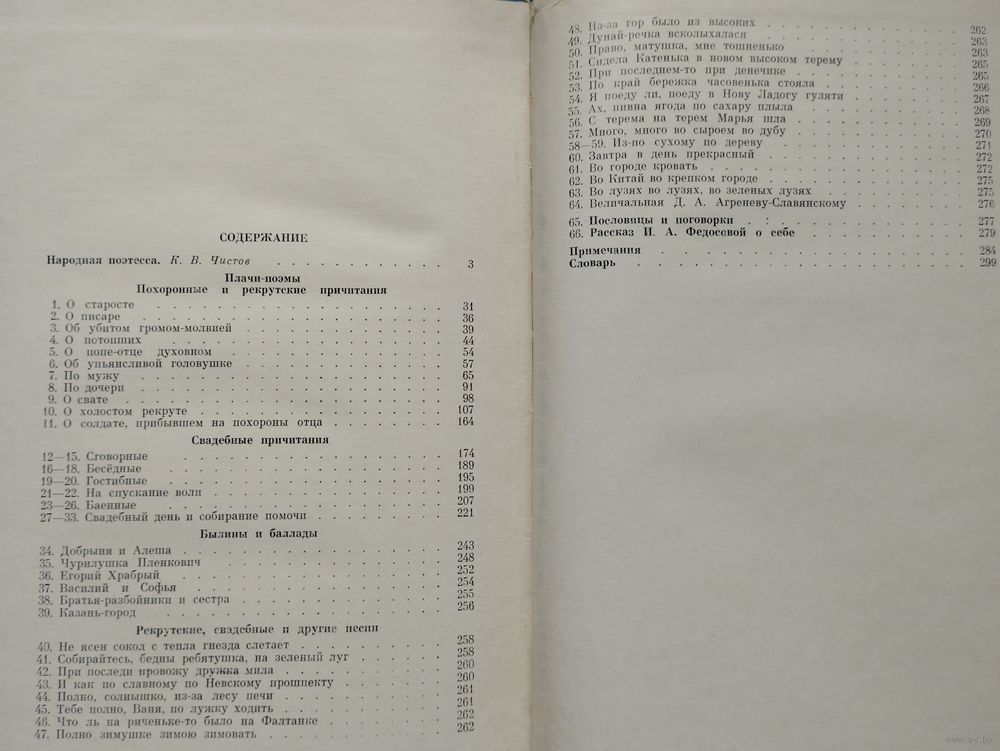 СОДЕРЖАНИЕ
Народная поэтесса. К. В. Чистов . . . . . . . . . . . 3
Плачи-поэмы
Похоронные и рекрутские причитания
1. О старосте . . . . . . . . . . . 31
2. О писаре . . . . . . . . . . . 36
3. Об убитом громом-молвией . . . . . . . . . . . 39
4. О потопших . . . . . . . . . . . 44
5. О попе-отце духовном . . . . . . . . . . . 54
6. Об упьянсливой головушке . . . . . . . . . . . 57
7. По мужу . . . . . . . . . . . 65
8. По дочери . . . . . . . . . . . 91
9. О свате . . . . . . . . . . . 98
10. О холостом рекруте . . . . . . . . . . . 107
11. О солдате, прибывшем на похороны отца . . . . . . . . 164
Свадебные причитания
12—15. Сговорные . . . . . . . . . . . 174
16—18. Беседные . . . . . . . . . . . 189
19—20. Гостибные . . . . . . . . . . . 195
21—22. На спускание воли . . . . . . . . . . . 199
23—26. Баенные . . . . . . . . . . . 207
27—33. Свадебный день и собирание помочи . . . . . . . . 221
Былины и баллады
34. Добрыня и Алеша . . . . . . . . . . . 243
35. Чурилушка Пленкович . . . . . . . . . . . 248
36. Егорий Храбрый . . . . . . . . . . . 252
37. Василий и Софья . . . . . . . . . . . 254
38. Братья-разбойники и сестра . . . . . . . . . . . 255
39. Казань-город . . . . . . . . . . . 256
Рекрутские, свадебные и другие песни
40. Не ясен сокол с тепла гнезда слетает . . . . . . . . 258
41. Собирайтесь, бедны ребятушка, на зеленый луг . . . . . . 258
42. При последи провожу дружка мила . . . . . . . . 260
43. И как по славному по Невскому прошпекту . . . . . . . 260
44. Полно, солнышко, из-за лесу печи . . . . . . . . 261
45. Тебе полно, Ваня, по лужку ходить . . . . . . . . 261
46. Что ль на риченьке-то было на Фалтанке . . . . . . . 262
47. Полно зимушке зимою зимовать . . . . . . . . 262
48. Из-за гор было из высоких . . . . . . . . 262
49. Дунай-речка всколыхалася . . . . . . . . 263
50. Право, матушка, мне тошненько . . . . . . . . 263
51. Сидела Катенька в новом высоком терему . . . . . . . 265
52. При последнем-то при денечике . . . . . . . . 265
53. По край бережка часовенька стояла . . . . . . . . 266
54. Я поеду ли, поеду в Нову Ладогу гуляти . . . . . . . 267
55. Ах, пивна ягода по сахару плыла . . . . . . . . 268
56. С терема на терем Марья шла . . . . . . . . 269
57. Много, много во сыроем во дубу . . . . . . . . 270
58—59. Из-по сухому по дереву . . . . . . . . 271
60. Завтра в день прекрасный . . . . . . . . 272
61. Во городе кровать . . . . . . . . 272
62. Во Китай во крепком городе . . . . . . . . 275
63. Во лузях во лузях, во зеленых лузях . . . . . . . . 275
64. Величальная Д. А. Агреневу-Славянскому . . . . . . . 276
65. Пословицы и поговорки . : . . . . . . . . 277
66. Рассказ И. А. Федосовой о себе . . . . . . . . 279
Примечания . . . . . . . . . . . 284
Словарь . . . . . . . . . . . 299
www.ay.by